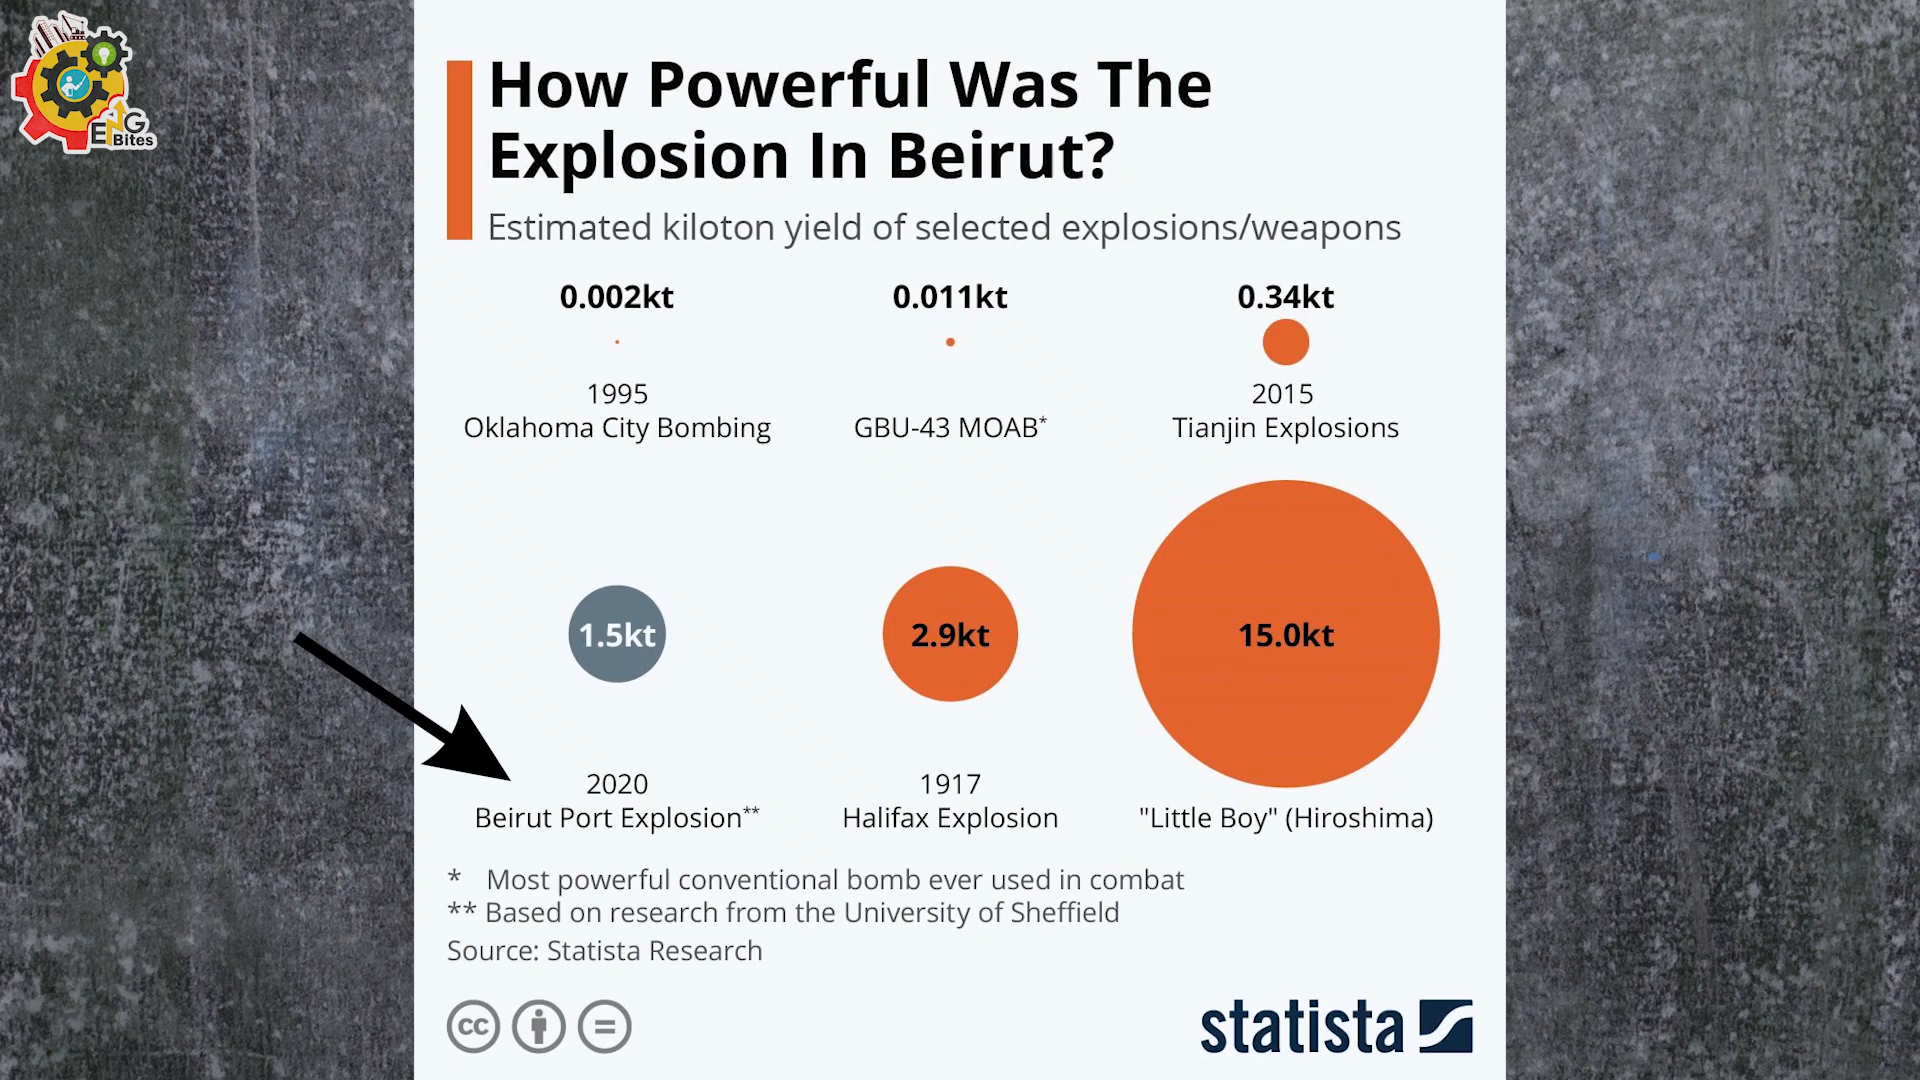 ENG
Bites
How Powerful Was The
Explosion In Beirut?
Estimated kiloton yield of selected explosions/weapons
0.002kt
0.011kt
0.34kt
1995
Oklahoma City Bombing
GBU-43 MOAB*
2015
Tianjin Explosions
1.5kt
2.9kt
15.0kt
2020
Beirut Port Explosion**
1917
Halifax Explosion
"Little Boy" (Hiroshima)
* Most powerful conventional bomb ever used in combat
** Based on research from the University of Sheffield
Source: Statista Research
cc
statista